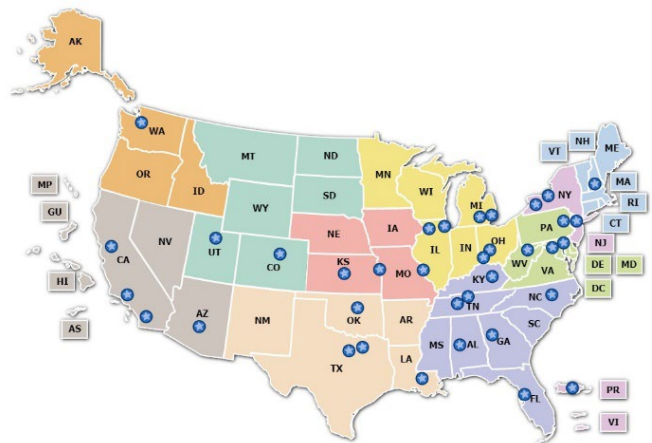 AK
WA
OR
ID
MT
ND
SD
WY
MN
WI
MI
NY
VT
NH
ME
MA
RI
CT
NJ
DE
MD
DC
MP
GU
HI
AS
CA
NV
UT
CO
AZ
NM
NE
IA
KS
MO
IL
IN
OH
PA
WV
VA
KY
NC
TN
SC
OK
AR
TX
LA
MS
AL
GA
FL
PR
VI